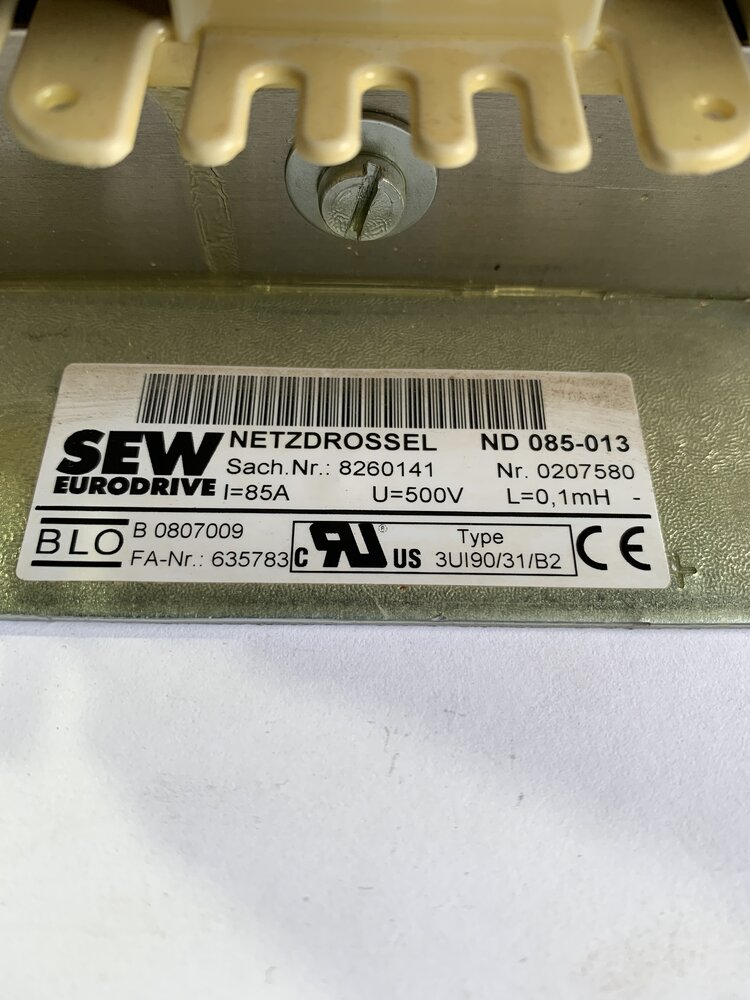 SEW
EURODRIVE
NETZDROSSEL ND 085-013
Sach.Nr.: 8260141 Nr. 0207580
I=85A U=500V L=0,1mH -
BLO
B 0807009
FA-Nr.: 635783
C RU ® US
Type
3UI90/31/B2
CE